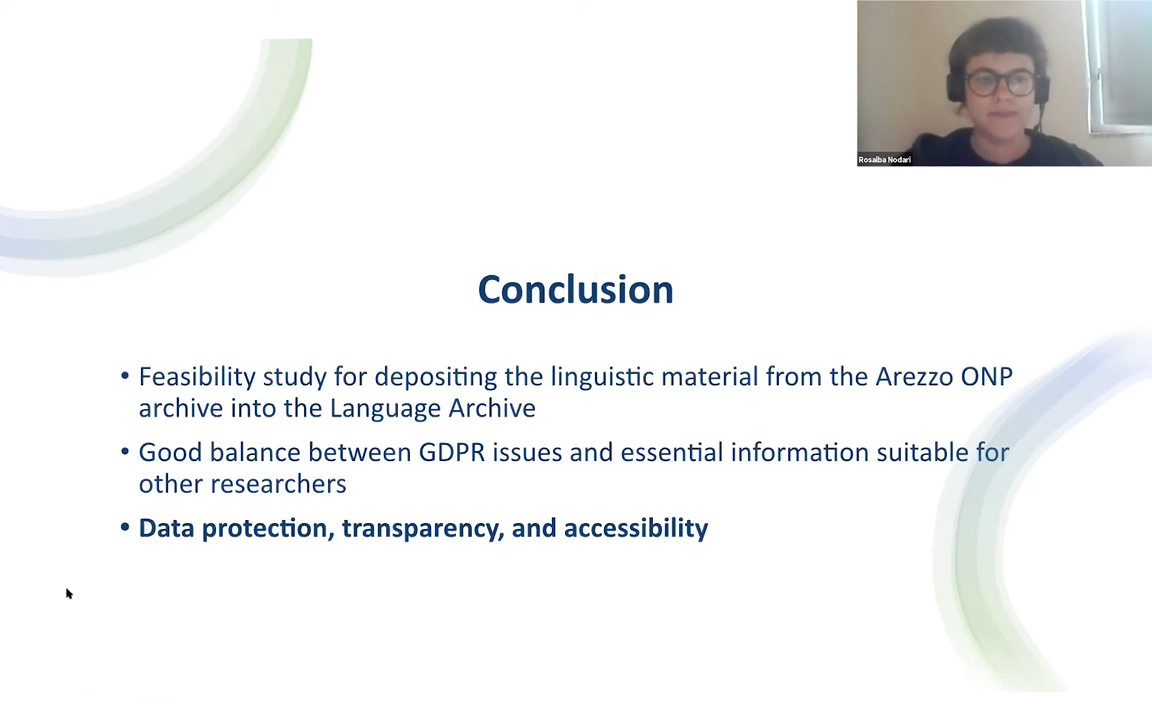 Rosalba Nodari
Conclusion
• Feasibility study for depositing the linguistic material from the Arezzo ONP
archive into the Language Archive
• Good balance between GDPR issues and essential information suitable for
other researchers
• Data protection, transparency, and accessibility